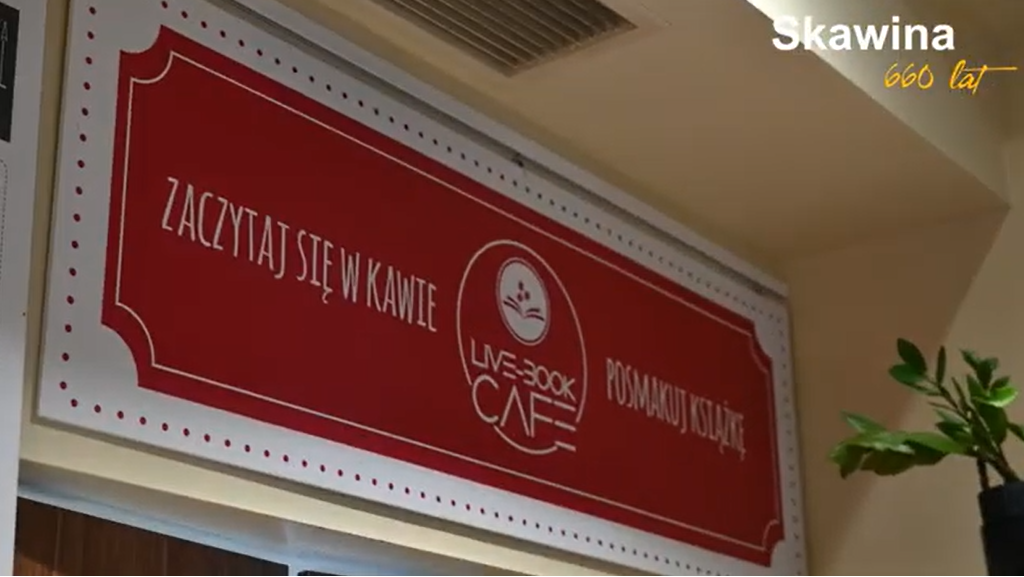 Skawina
660 lat
ZACZYTAJ SIĘ W KAWIE
LIVE-BOOK
CAFE
POSMAKUJ KSIĄŻKĘ